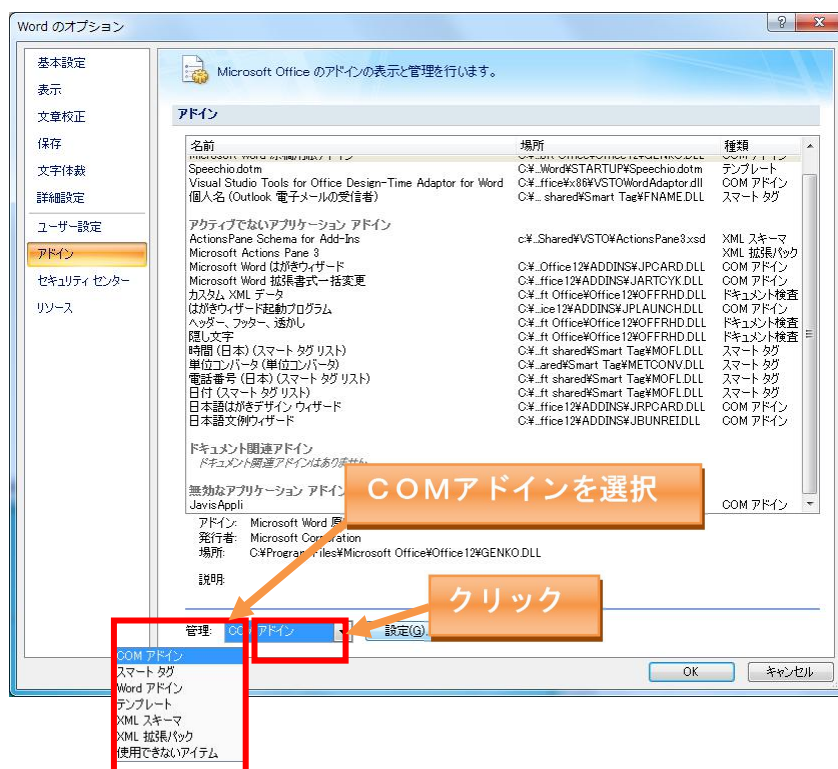 Word のオプション
基本設定
表示
文章校正
保存
文字体裁
詳細設定
ユーザー設定
アドイン
セキュリティ センター
リソース
Microsoft Office のアドインの表示と管理を行います。
アドイン
名前 場所 種類
Speechio.dotm C:¥...Word¥STARTUP¥Speechio.dotm テンプレート
Visual Studio Tools for Office Design-Time Adaptor for Word C:¥...ffice¥x86¥VSTOWordAdaptor.dll COM アドイン
個人名 (Outlook 電子メールの受信者) C:¥... shared¥Smart Tag¥FNAME.DLL スマート タグ
アクティブでないアプリケーション アドイン
ActionsPane Schema for Add-Ins c:¥...Shared¥VSTO¥ActionsPane3.xsd XML スキーマ
Microsoft Actions Pane 3 XML 拡張パック
Microsoft Word はがきウィザード C:¥...Office12¥ADDINS¥JPCARD.DLL COM アドイン
Microsoft Word 拡張書式一括変更 C:¥...ffice12¥ADDINS¥JARTCYK.DLL COM アドイン
カスタム XML データ C:¥...ft Office¥Office12¥OFFRHD.DLL ドキュメント検査
はがきウィザード起動プログラム C:¥...ice12¥ADDINS¥JPLAUNCH.DLL COM アドイン
ヘッダー、フッター、透かし C:¥...ft Office¥Office12¥OFFRHD.DLL ドキュメント検査
隠し文字 C:¥...ft Office¥Office12¥OFFRHD.DLL ドキュメント検査
時間 (日本) (スマート タグ リスト) C:¥...ft shared¥Smart Tag¥MOFL.DLL スマート タグ
単位コンバータ (単位コンバータ) C:¥...ared¥Smart Tag¥METCONV.DLL スマート タグ
電話番号 (日本) (スマート タグ リスト) C:¥...ft shared¥Smart Tag¥MOFL.DLL スマート タグ
日付 (スマート タグ リスト) C:¥...ft shared¥Smart Tag¥MOFL.DLL スマート タグ
日本語はがきデザイン ウィザード C:¥...ffice12¥ADDINS¥JRPCARD.DLL COM アドイン
日本語文例ウィザード C:¥...ffice12¥ADDINS¥JBUNREI.DLL COM アドイン
ドキュメント関連アドイン
ドキュメント関連アドインはありません
無効なアプリケーション アドイン
COMアドインを選択
JavisAppli COM アドイン
アドイン: Microsoft Word
発行者: Microsoft Corporation
場所: C:¥Program Files¥Microsoft Office¥Office12¥GENKO.DLL
説明:
クリック
管理: COM アドイン 設定(G)...
OK キャンセル
COM アドイン
スマート タグ
Word アドイン
テンプレート
XML スキーマ
XML 拡張パック
使用できないアイテム